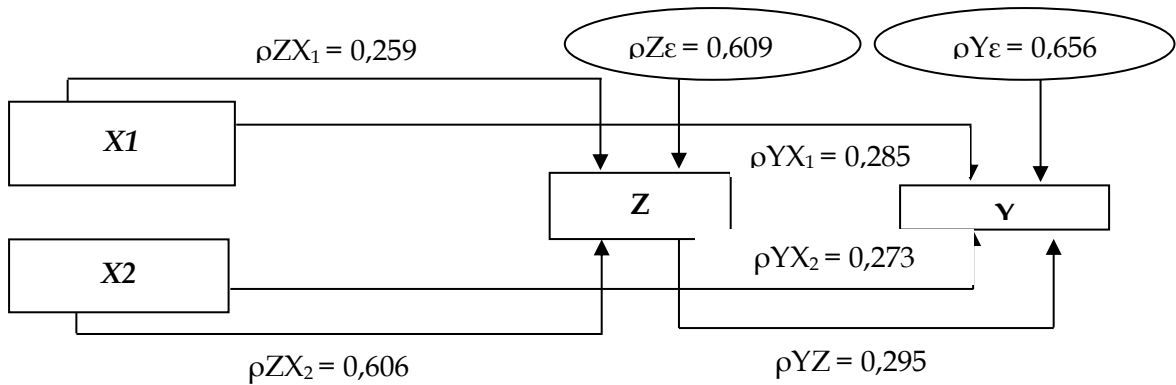 ρZX₁ = 0,259
ρZε = 0,609
ρYε = 0,656
X1
ρYX₁ = 0,285
Z
Y
X2
ρYX₂ = 0,273
ρZX₂ = 0,606
ρYZ = 0,295